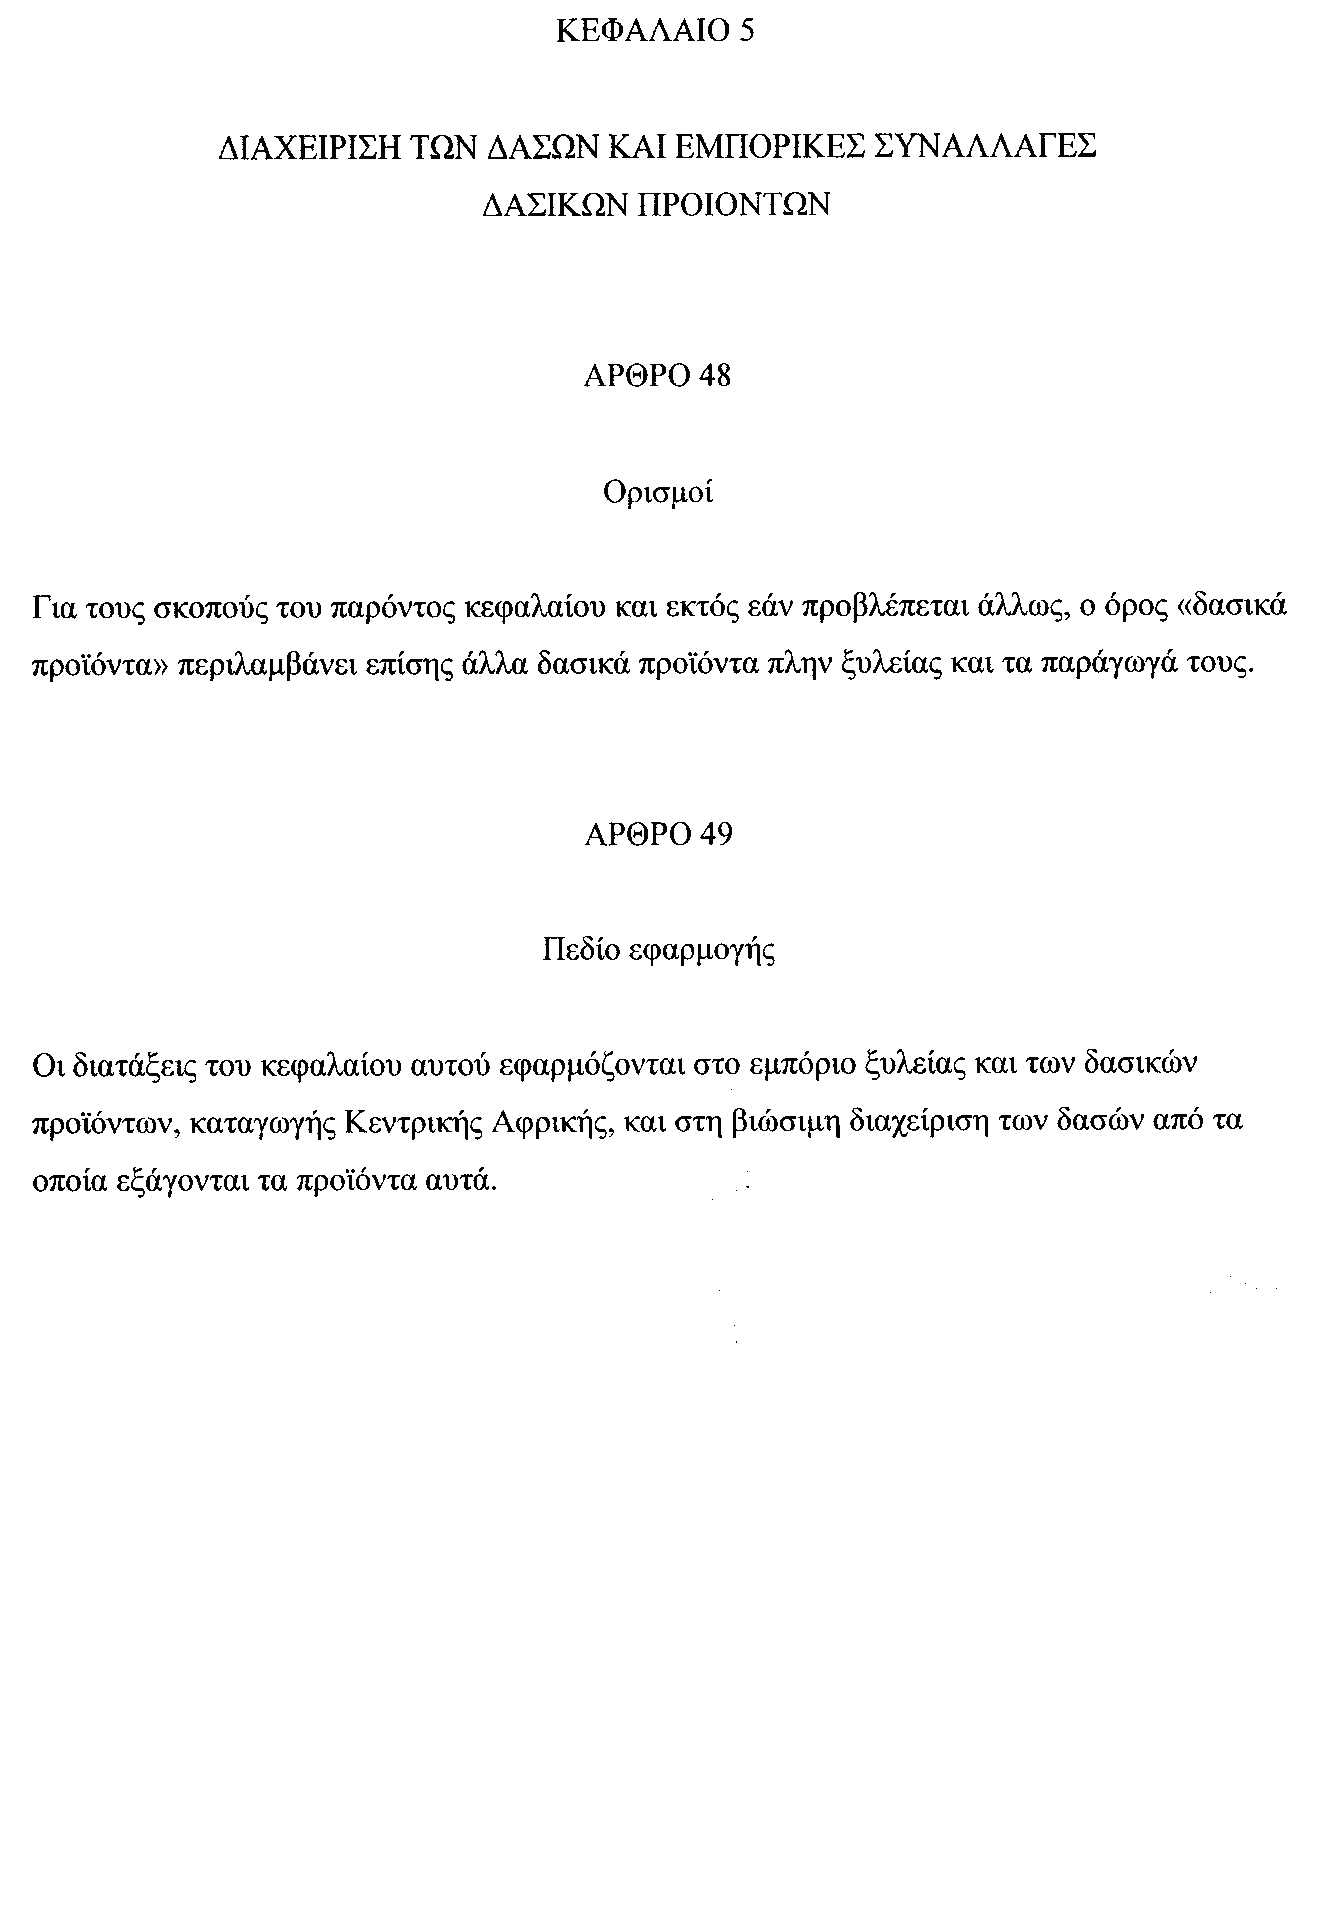 ΚΕΦΑΛΑΙΟ 5
ΔΙΑΧΕΙΡΙΣΗ ΤΩΝ ΔΑΣΩΝ ΚΑΙ ΕΜΠΟΡΙΚΕΣ ΣΥΝΑΛΛΑΓΕΣ
ΔΑΣΙΚΩΝ ΠΡΟΙΟΝΤΩΝ
ΑΡΘΡΟ 48
Ορισμοί
Για τους σκοπούς του παρόντος κεφαλαίου και εκτός εάν προβλέπεται άλλως, ο όρος «δασικά
προϊόντα» περιλαμβάνει επίσης άλλα δασικά προϊόντα πλην ξυλείας και τα παράγωγά τους.
ΑΡΘΡΟ 49
Πεδίο εφαρμογής
Οι διατάξεις του κεφαλαίου αυτού εφαρμόζονται στο εμπόριο ξυλείας και των δασικών
προϊόντων, καταγωγής Κεντρικής Αφρικής, και στη βιώσιμη διαχείριση των δασών από τα
οποία εξάγονται τα προϊόντα αυτά.